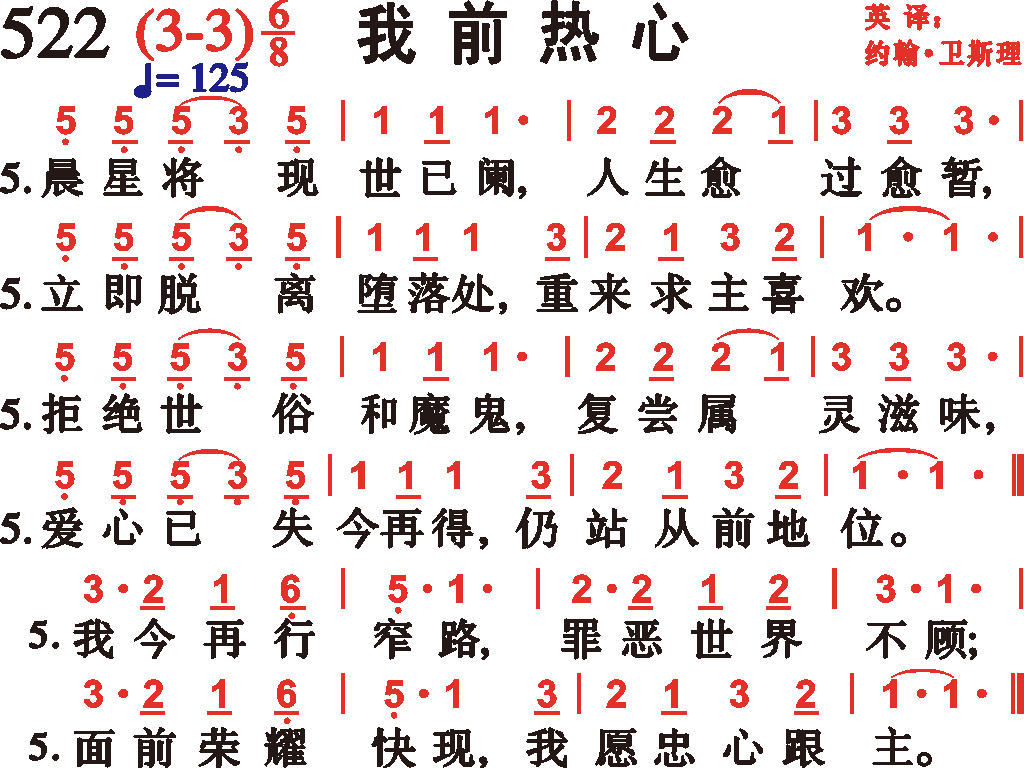 522 (3-3) 6/8 我前热心 英译：
♩= 125 约翰·卫斯理
5 5 5 3 5 | 1 1 1· | 2 2 2 1 | 3 3 3· |
5.晨星将 现 世已阑, 人生愈 过愈暂,
5 5 5 3 5 | 1 1 1 3 | 2 1 3 2 | 1 · 1 · |
5.立即脱 离 堕落处, 重来求主喜 欢。
5 5 5 3 5 | 1 1 1· | 2 2 2 1 | 3 3 3· |
5.拒绝世 俗 和魔鬼, 复尝属 灵滋味,
5 5 5 3 5 | 1 1 1 3 | 2 1 3 2 | 1 · 1 ·
5.爱心已 失 今再得, 仍站从前地 位。
3·2 1 6 | 5·1· | 2·2 1 2 | 3·1· |
5.我今再行 窄路, 罪恶世界 不顾;
3·2 1 6 | 5·1 3 | 2 1 3 2 | 1·1·
5.面前荣耀 快现, 我愿忠心跟 主。